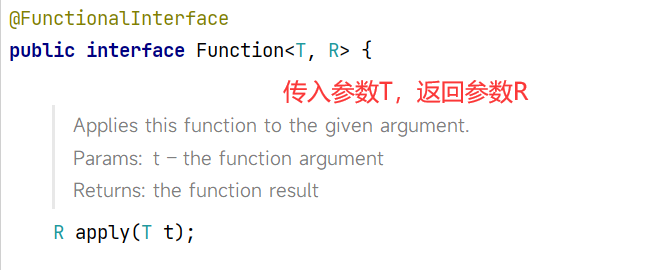 @FunctionalInterface
public interface Function<T, R> {
传入参数T，返回参数R
Applies this function to the given argument.
Params: t – the function argument
Returns: the function result
R apply(T t);